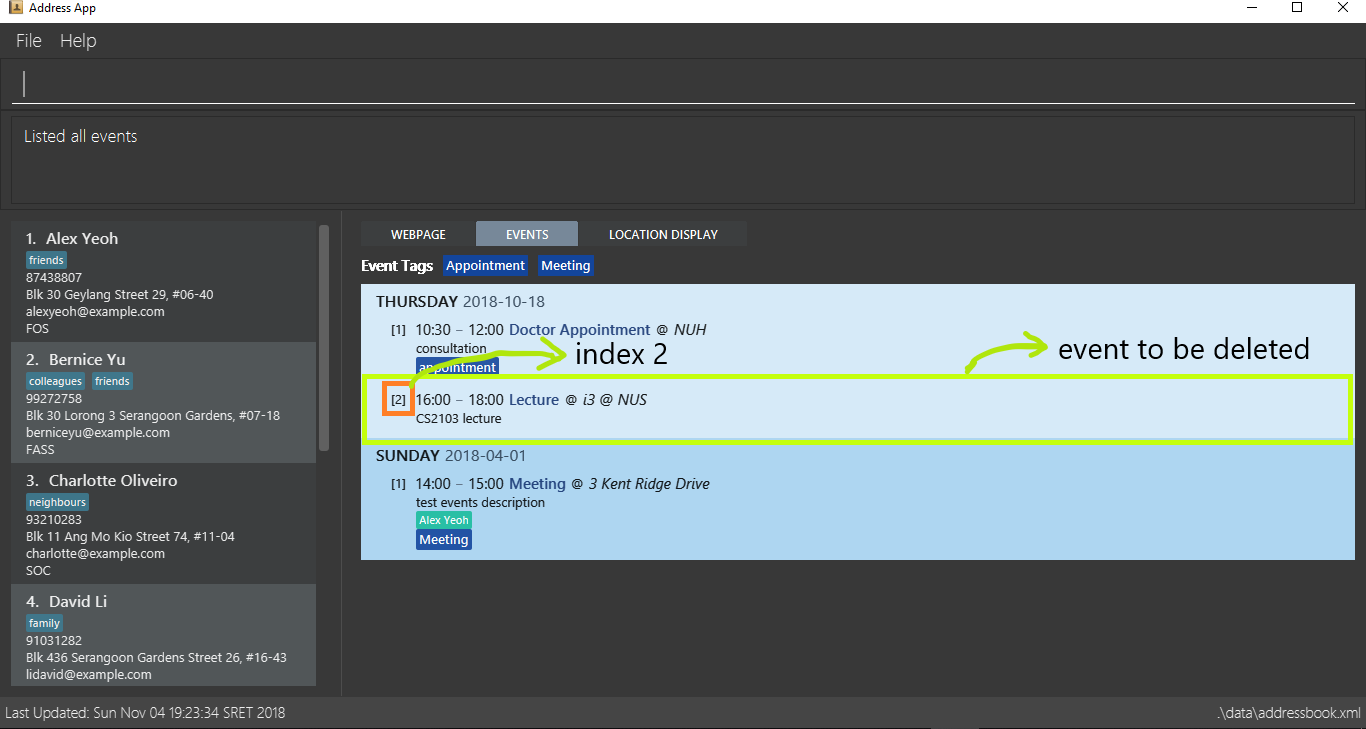 Address App
File Help
Listed all events
1. Alex Yeoh
friends
87438807
Blk 30 Geylang Street 29, #06-40
alexyeoh@example.com
FOS
2. Bernice Yu
colleagues friends
99272758
Blk 30 Lorong 3 Serangoon Gardens, #07-18
berniceyu@example.com
FASS
3. Charlotte Oliveiro
neighbours
93210283
Blk 11 Ang Mo Kio Street 74, #11-04
charlotte@example.com
SOC
4. David Li
family
91031282
Blk 436 Serangoon Gardens Street 26, #16-43
lidavid@example.com
WEBPAGE EVENTS LOCATION DISPLAY
Event Tags Appointment Meeting
THURSDAY 2018-10-18
[1] 10:30 – 12:00 Doctor Appointment @ NUH
consultation
appointment
index 2
event to be deleted
[2] 16:00 – 18:00 Lecture @ i3 @ NUS
CS2103 lecture
SUNDAY 2018-04-01
[1] 14:00 – 15:00 Meeting @ 3 Kent Ridge Drive
test events description
Alex Yeoh
Meeting
Last Updated: Sun Nov 04 19:23:34 SRET 2018
.\data\addressbook.xml